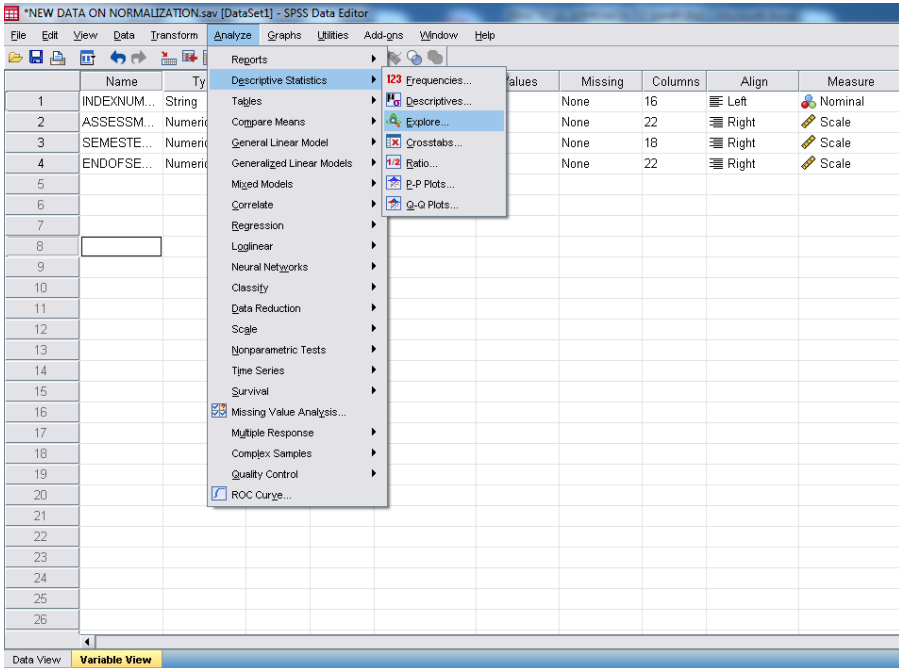 *NEW DATA ON NORMALIZATION.sav [DataSet1] - SPSS Data Editor
File Edit View Data Transform Analyze Graphs Utilities Add-ons Window Help
Name Ty alues Missing Columns Align Measure
1 INDEXNUM... String None 16 Left Nominal
2 ASSESSM... Numeric None 22 Right Scale
3 SEMESTE... Numeric None 18 Right Scale
4 ENDOFSE... Numeric None 22 Right Scale
5
6
7
8
9
10
11
12
13
14
15
16
17
18
19
20
21
22
23
24
25
26
Reports
Descriptive Statistics
Tables
Compare Means
General Linear Model
Generalized Linear Models
Mixed Models
Correlate
Regression
Loglinear
Neural Networks
Classify
Data Reduction
Scale
Nonparametric Tests
Time Series
Survival
Missing Value Analysis...
Multiple Response
Complex Samples
Quality Control
ROC Curve...
123 Frequencies...
Descriptives...
Explore...
Crosstabs...
1/2 Ratio...
P-P Plots...
Q-Q Plots...
Data View Variable View